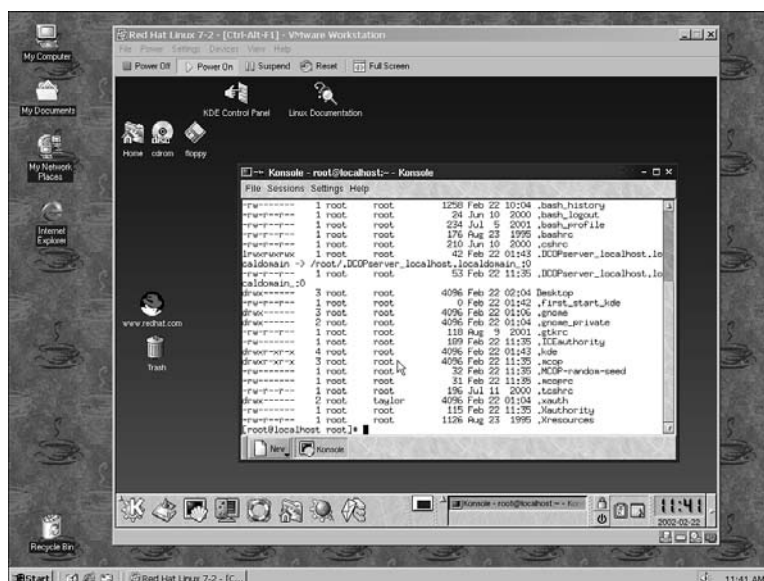 My Computer
My Documents
My Network
Places
Internet
Explorer
Recycle Bin
Red Hat Linux 7-2 - [Ctrl-Alt-F1] - VMware Workstation
File Power Settings Devices View Help
Power Off Power On Suspend Reset Full Screen
KDE Control Panel Linux Documentation
Home cdrom floppy
www.redhat.com
Trash
Konsole - root@localhost:~ - Konsole
File Sessions Settings Help
-rw------- 1 root root 1258 Feb 22 10:04 .bash_history
-rw-r--r-- 1 root root 24 Jun 10 2000 .bash_logout
-rw-r--r-- 1 root root 234 Jul 5 2001 .bash_profile
-rw-r--r-- 1 root root 176 Aug 23 1995 .bashrc
-rw-r--r-- 1 root root 210 Jun 10 2000 .cshrc
lrwxrwxrwx 1 root root 42 Feb 22 01:43 .DCOPserver_localhost.lo
caldomain -> /root/.DCOPserver_localhost.localdomain_:0
-rw-r--r-- 1 root root 53 Feb 22 11:35 .DCOPserver_localhost.lo
caldomain_:0
drwx------ 3 root root 4096 Feb 22 02:04 Desktop
-rw-r--r-- 1 root root 0 Feb 22 01:42 .first_start_kde
drwx------ 3 root root 4096 Feb 22 01:06 .gnome
drwx------ 2 root root 4096 Feb 22 01:04 .gnome_private
-rw-r--r-- 1 root root 118 Aug 9 2001 .gtkrc
-rw------- 1 root root 189 Feb 22 11:35 .ICEauthority
drwxr-xr-x 4 root root 4096 Feb 22 01:43 .kde
drwxr-xr-x 3 root root 4096 Feb 22 11:35 .mcop
-rw------- 1 root root 32 Feb 22 11:35 .MCOP-random-seed
-rw------- 1 root root 31 Feb 22 11:35 .mcoprc
-rw-r--r-- 1 root root 196 Jul 11 2000 .tcshrc
drwx------ 2 root taylor 4096 Feb 22 01:04 .xauth
-rw------- 1 root root 115 Feb 22 11:35 .Xauthority
-rw-r--r-- 1 root root 1126 Aug 23 1995 .Xresources
[root@localhost root]#
New Konsole
Konsole - root@localhost:~ - Ko
11:41
2002-02-22
Start Red Hat Linux 7-2 - [C... 11:41 AM